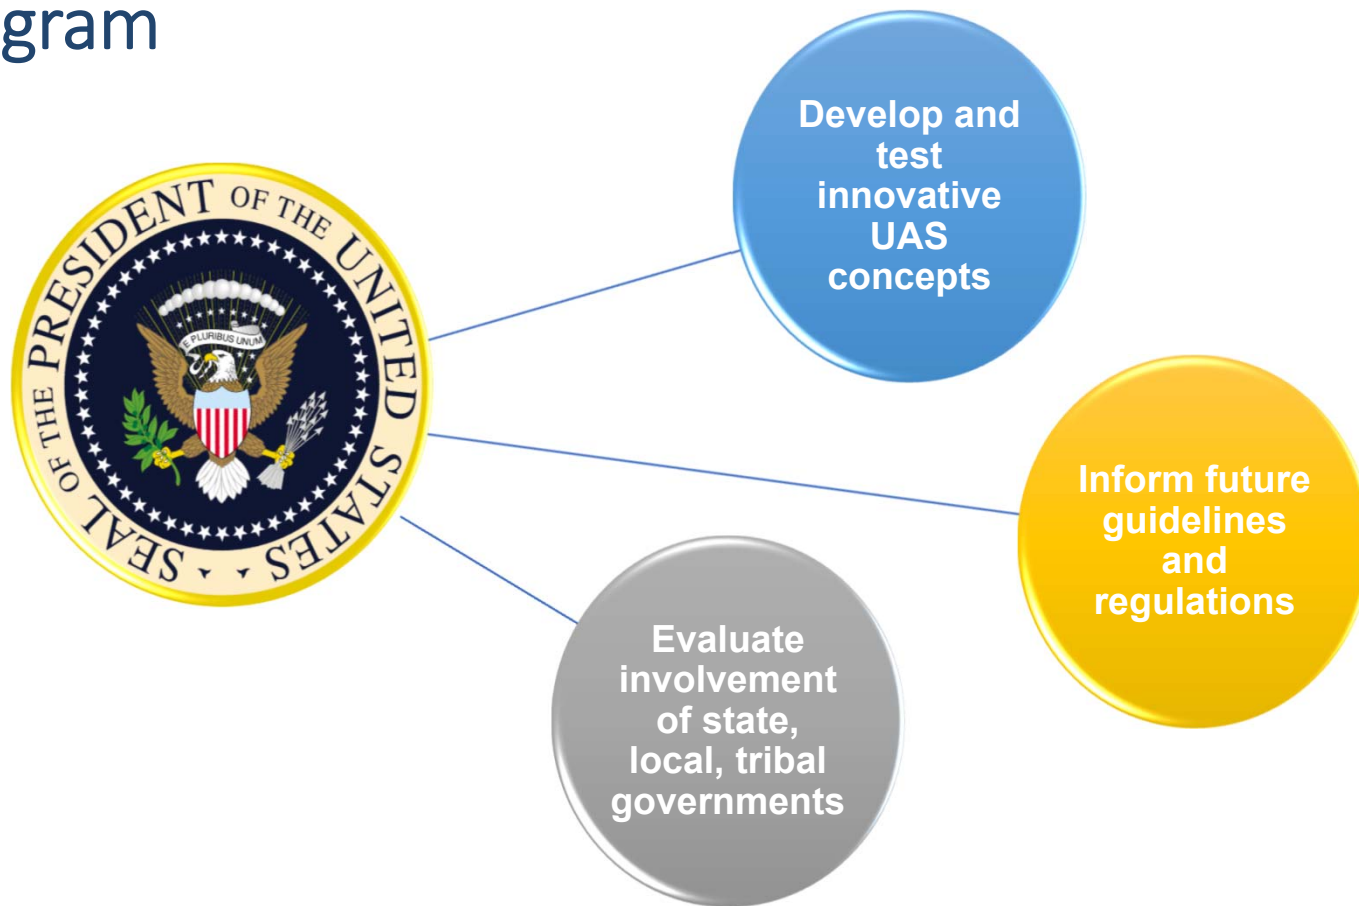 gram
SEAL OF THE PRESIDENT OF THE UNITED STATES
E PLURIBUS UNUM
Develop and
test
innovative
UAS
concepts
Inform future
guidelines
and
regulations
Evaluate
involvement
of state,
local, tribal
governments